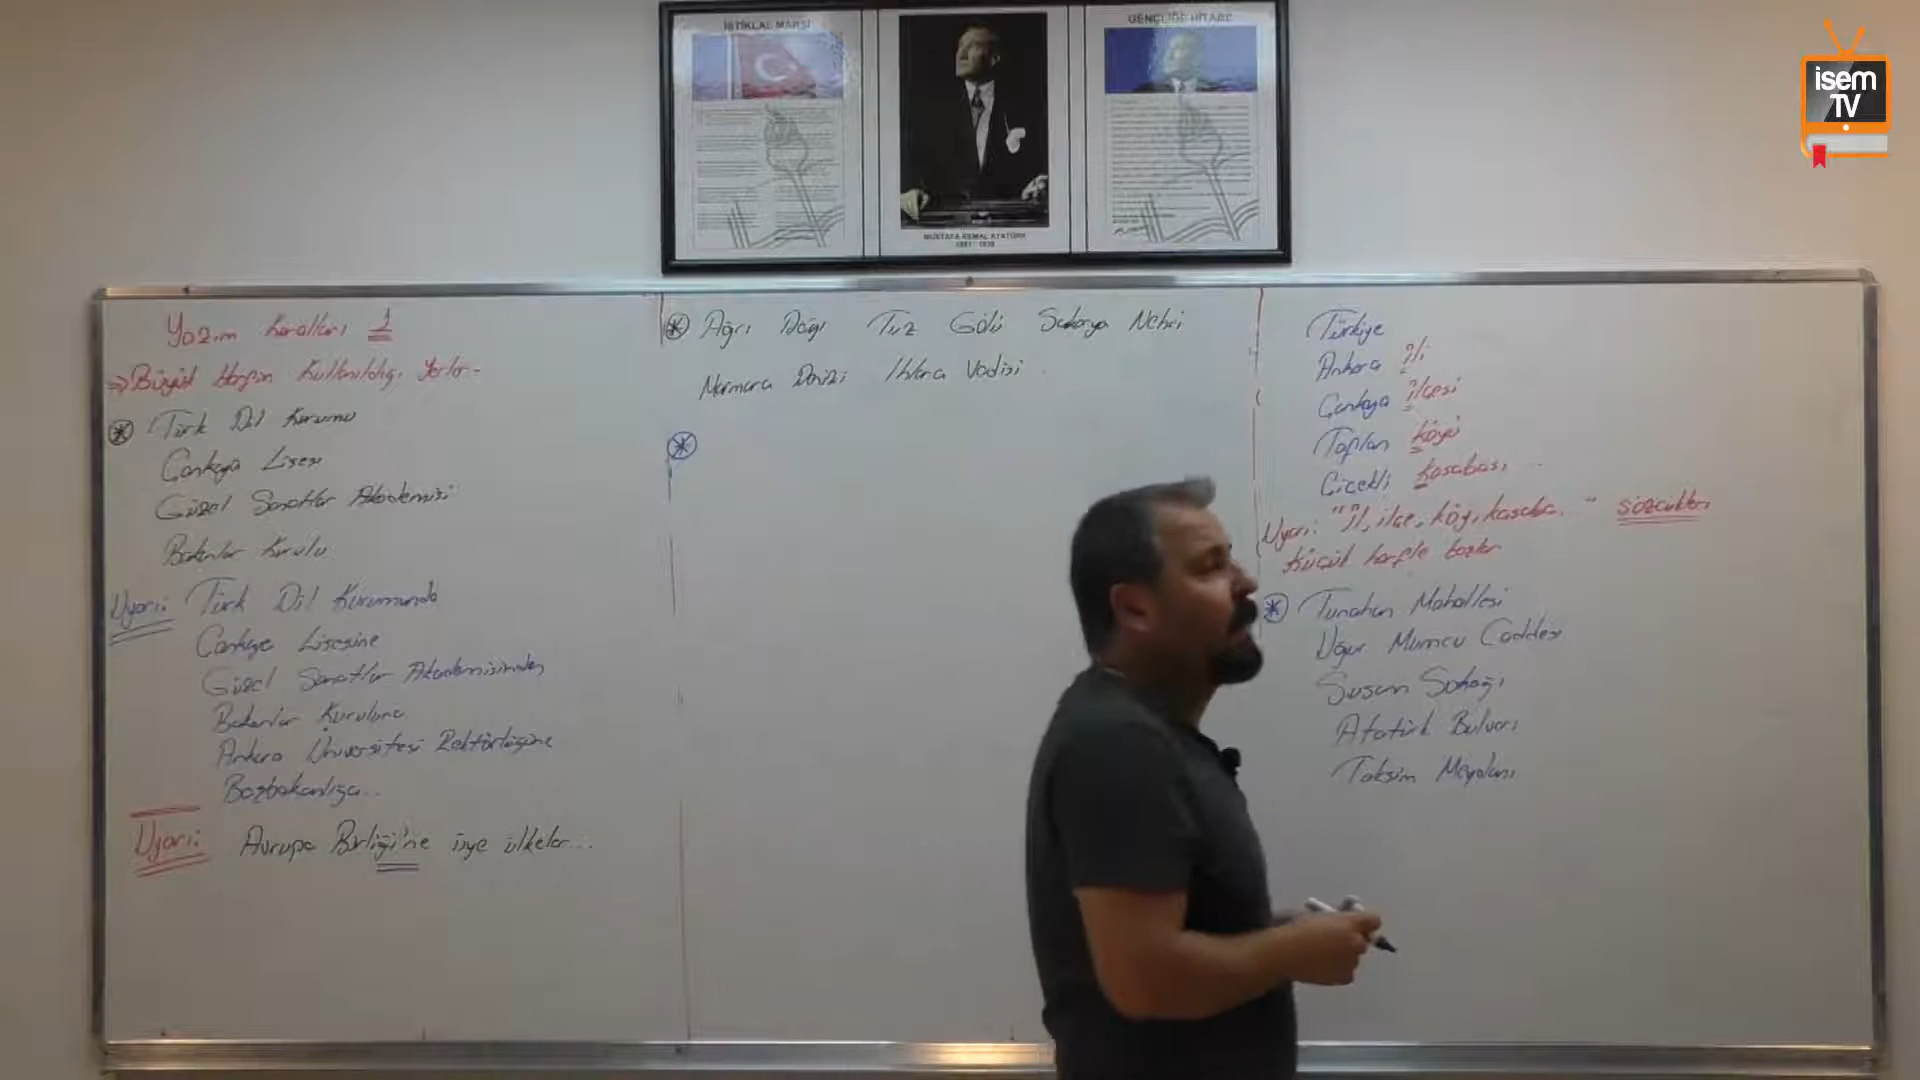 İSTİKLAL MARŞI
GENÇLİĞE HİTABE
MUSTAFA KEMAL ATATÜRK
1881 - 1938
isem
TV
Yazım Kuralları 1
⇒ Büyük Harfin Kullanıldığı Yerler-
Türk Dil Kurumu
Çankaya Lisesi
Güzel Sanatlar Akademisi
Bakanlar Kurulu
Uyarı: Türk Dil Kurumunda
Çankaya Lisesine
Güzel Sanatlar Akademisinden
Bakanlar Kuruluna
Ankara Üniversitesi Rektörlüğüne
Başbakanlığa...
Uyarı: Avrupa Birliği'ne üye ülkeler...
Ağrı Dağı Tuz Gölü Sakarya Nehri
Marmara Denizi Ihlara Vadisi
Türkiye
Ankara ili
Çankaya ilçesi
Taplan köyü
Çiçekli kasabası...
Uyarı: "İl, ilçe, köy, kasaba." sözcükleri
küçük harfle başlar
Tunahan Mahallesi
Uğur Mumcu Caddesi
Susam Sokağı
Atatürk Bulvarı
Taksim Meydanı